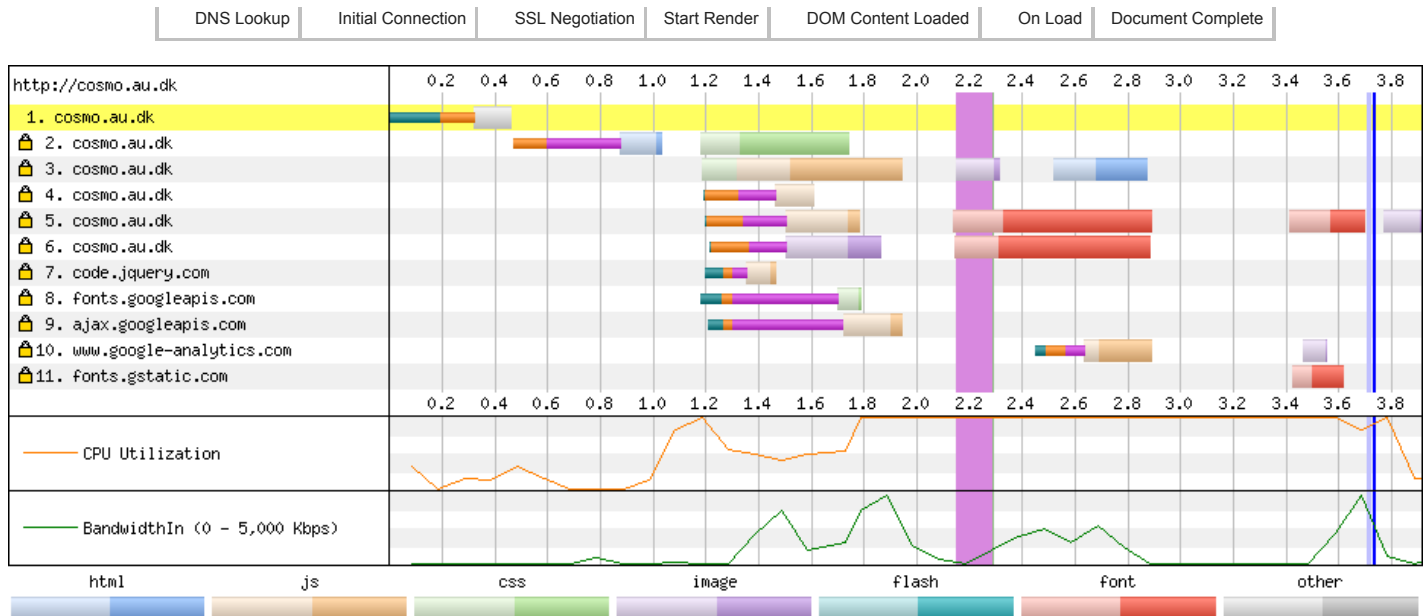 DNS Lookup Initial Connection SSL Negotiation Start Render DOM Content Loaded On Load Document Complete
http://cosmo.au.dk 0.2 0.4 0.6 0.8 1.0 1.2 1.4 1.6 1.8 2.0 2.2 2.4 2.6 2.8 3.0 3.2 3.4 3.6 3.8
1. cosmo.au.dk
2. cosmo.au.dk
3. cosmo.au.dk
4. cosmo.au.dk
5. cosmo.au.dk
6. cosmo.au.dk
7. code.jquery.com
8. fonts.googleapis.com
9. ajax.googleapis.com
10. www.google-analytics.com
11. fonts.gstatic.com
0.2 0.4 0.6 0.8 1.0 1.2 1.4 1.6 1.8 2.0 2.2 2.4 2.6 2.8 3.0 3.2 3.4 3.6 3.8
CPU Utilization
BandwidthIn (0 - 5,000 Kbps)
html js css image flash font other